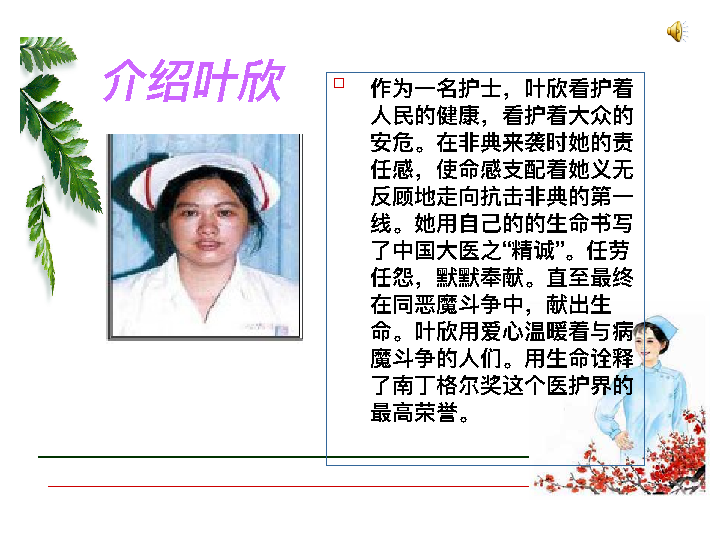 介绍叶欣
作为一名护士，叶欣看护着
人民的健康，看护着大众的
安危。在非典来袭时她的责
任感，使命感支配着她义无
反顾地走向抗击非典的第一
线。她用自己的的生命书写
了中国大医之“精诚”。任劳
任怨，默默奉献。直至最终
在同恶魔斗争中，献出生
命。叶欣用爱心温暖着与病
魔斗争的人们。用生命诠释
了南丁格尔奖这个医护界的
最高荣誉。